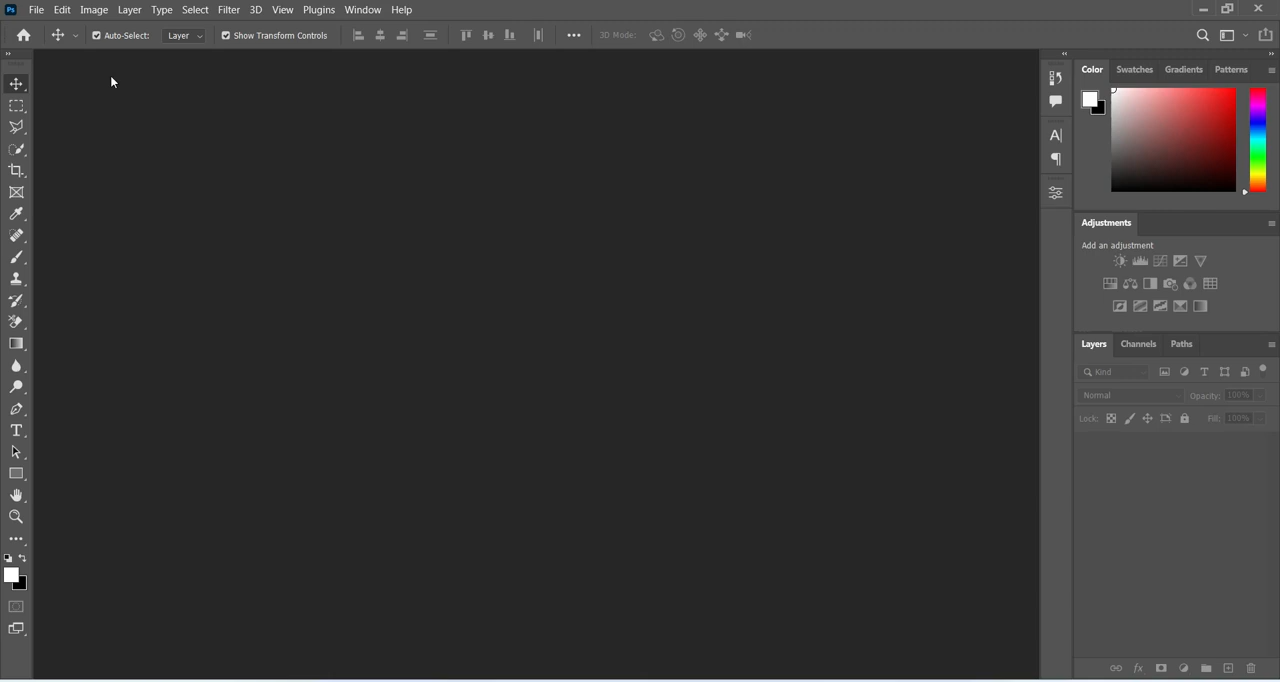 Ps File Edit Image Layer Type Select Filter 3D View Plugins Window Help
Auto-Select: Layer Show Transform Controls 3D Mode:
Color Swatches Gradients Patterns
Adjustments
Add an adjustment
Layers Channels Paths
Kind
Normal Opacity: 100%
Lock: Fill: 100%